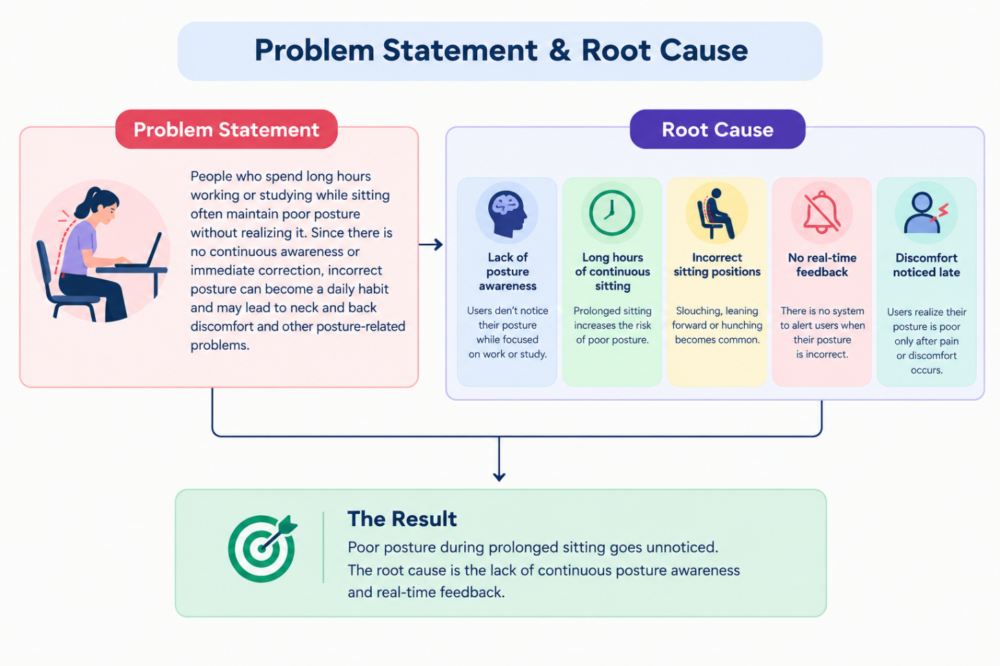 Problem Statement & Root Cause
Problem Statement
People who spend long hours
working or studying while sitting
often maintain poor posture
without realizing it. Since there is
no continuous awareness or
immediate correction, incorrect
posture can become a daily habit
and may lead to neck and back
discomfort and other posture-related
problems.
Root Cause
Lack of
posture
awareness
Users den't notice
their posture
while focused
on work or study.
Long hours
of continuous
sitting
Prolonged sitting
increases the risk
of poor posture.
Incorrect
sitting positions
Slouching, leaning
forward or hunching
becomes common.
No real-time
feedback
There is no system
to alert users when
their posture
is incorrect.
Discomfort
noticed late
Users realize their
posture is poor
only after pain
or discomfort
occurs.
The Result
Poor posture during prolonged sitting goes unnoticed.
The root cause is the lack of continuous posture awareness
and real-time feedback.